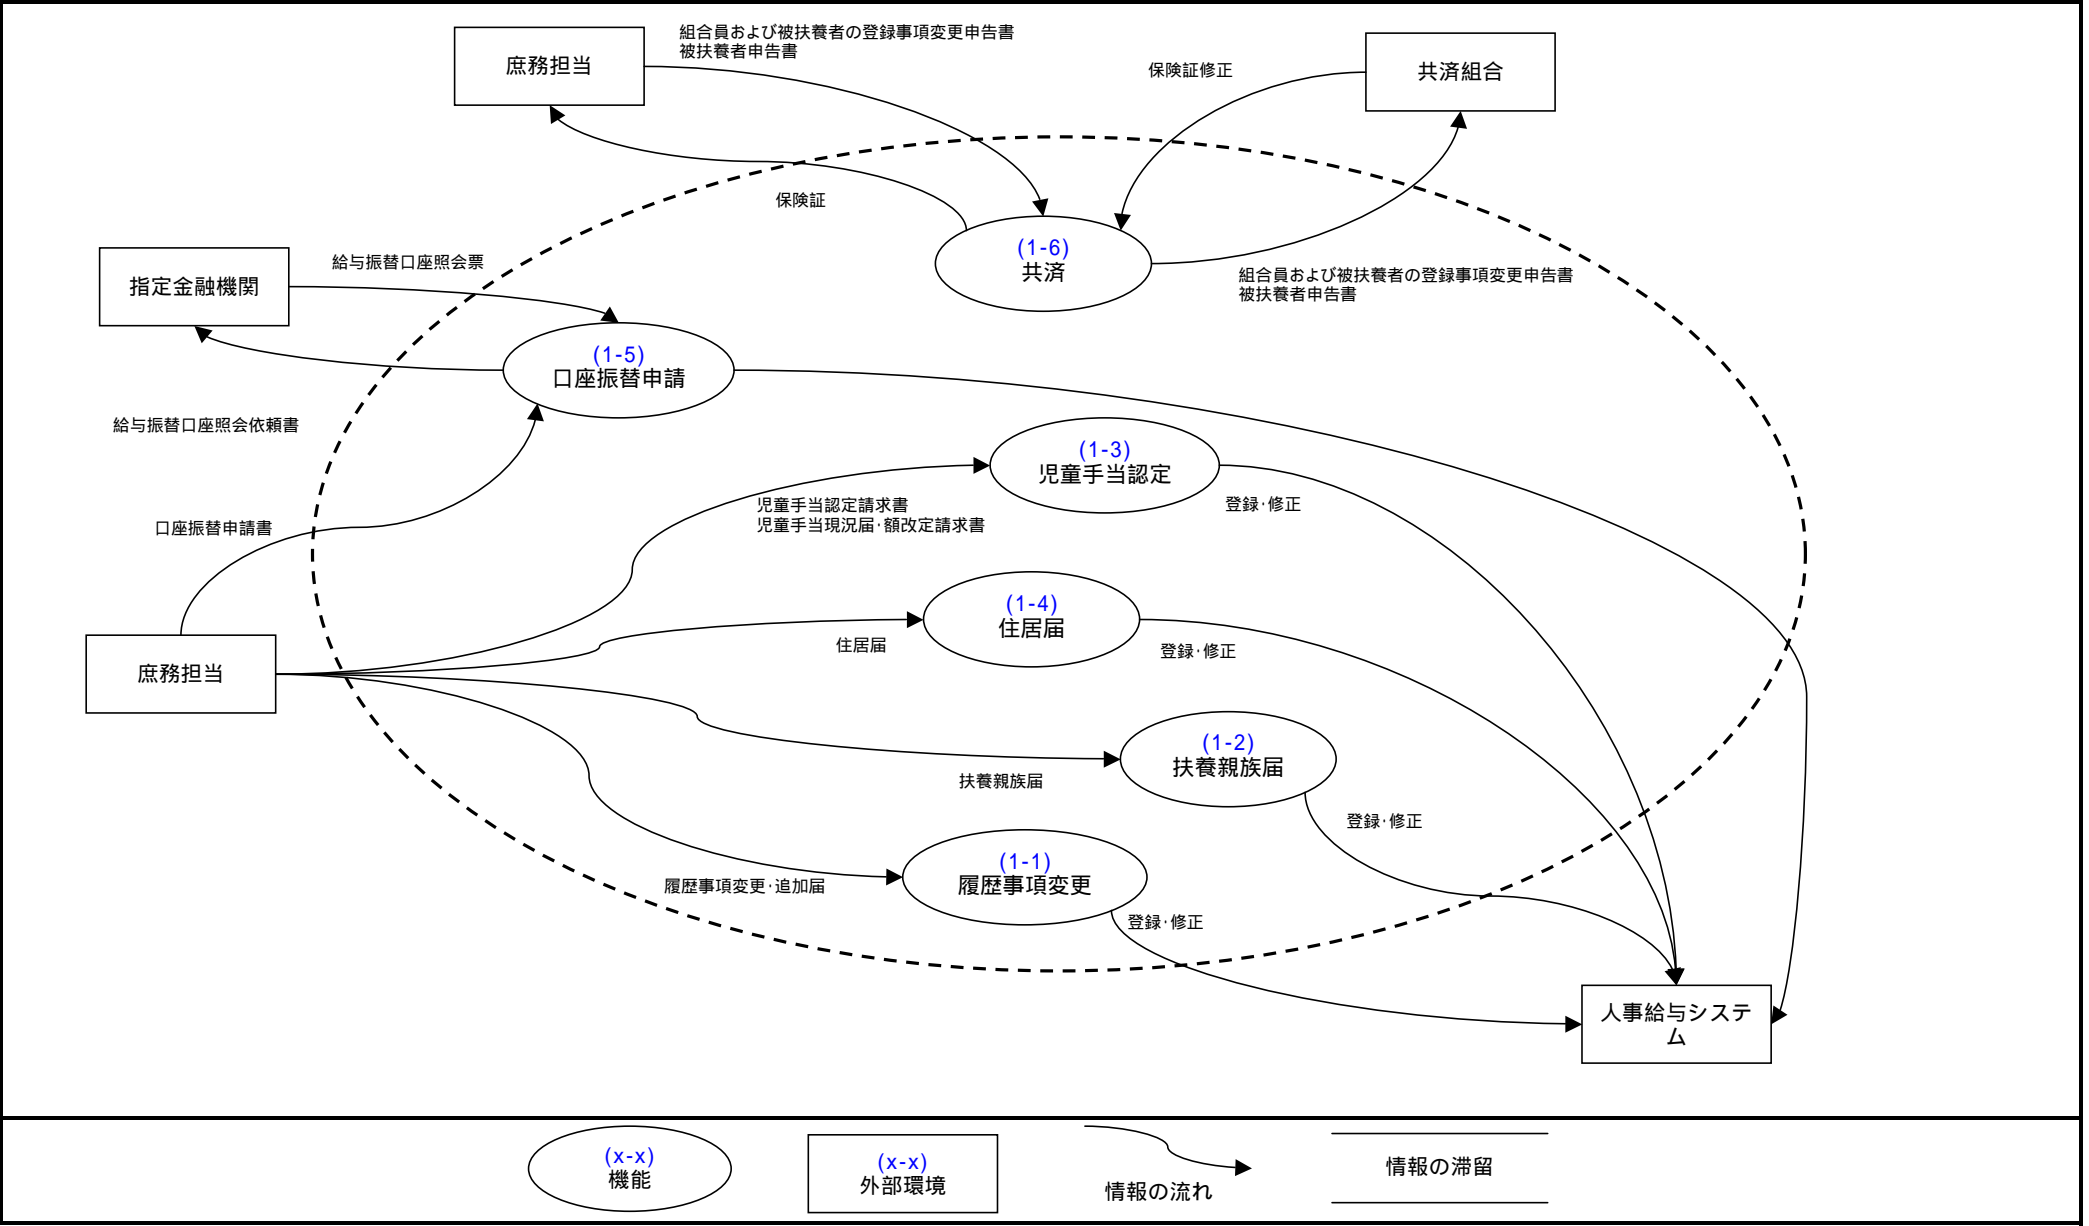 組合員および被扶養者の登録事項変更申告書
被扶養者申告書
庶務担当
保険証修正
共済組合
保険証
(1-6)
共済
組合員および被扶養者の登録事項変更申告書
被扶養者申告書
指定金融機関
給与振替口座照会票
(1-5)
口座振替申請
給与振替口座照会依頼書
(1-3)
児童手当認定
児童手当認定請求書
児童手当現況届・額改定請求書
登録・修正
口座振替申請書
(1-4)
住居届
住居届
登録・修正
庶務担当
(1-2)
扶養親族届
扶養親族届
登録・修正
(1-1)
履歴事項変更
履歴事項変更・追加届
登録・修正
人事給与システ
ム
(x-x)
機能
(x-x)
外部環境
情報の流れ
情報の滞留